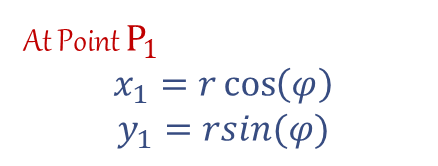 At Point P₁
x₁ = r cos(φ)
y₁ = rsin(φ)